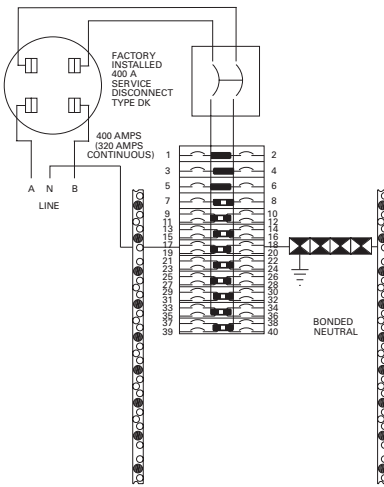 FACTORY
INSTALLED
400 A
SERVICE
DISCONNECT
TYPE DK
400 AMPS
(320 AMPS
CONTINUOUS)
A N B
LINE
1 2
3 4
5 6
7 8
9 10
11 12
13 14
15 16
17 18
19 20
21 22
23 24
25 26
27 28
29 30
31 32
33 34
35 36
37 38
39 40
BONDED
NEUTRAL